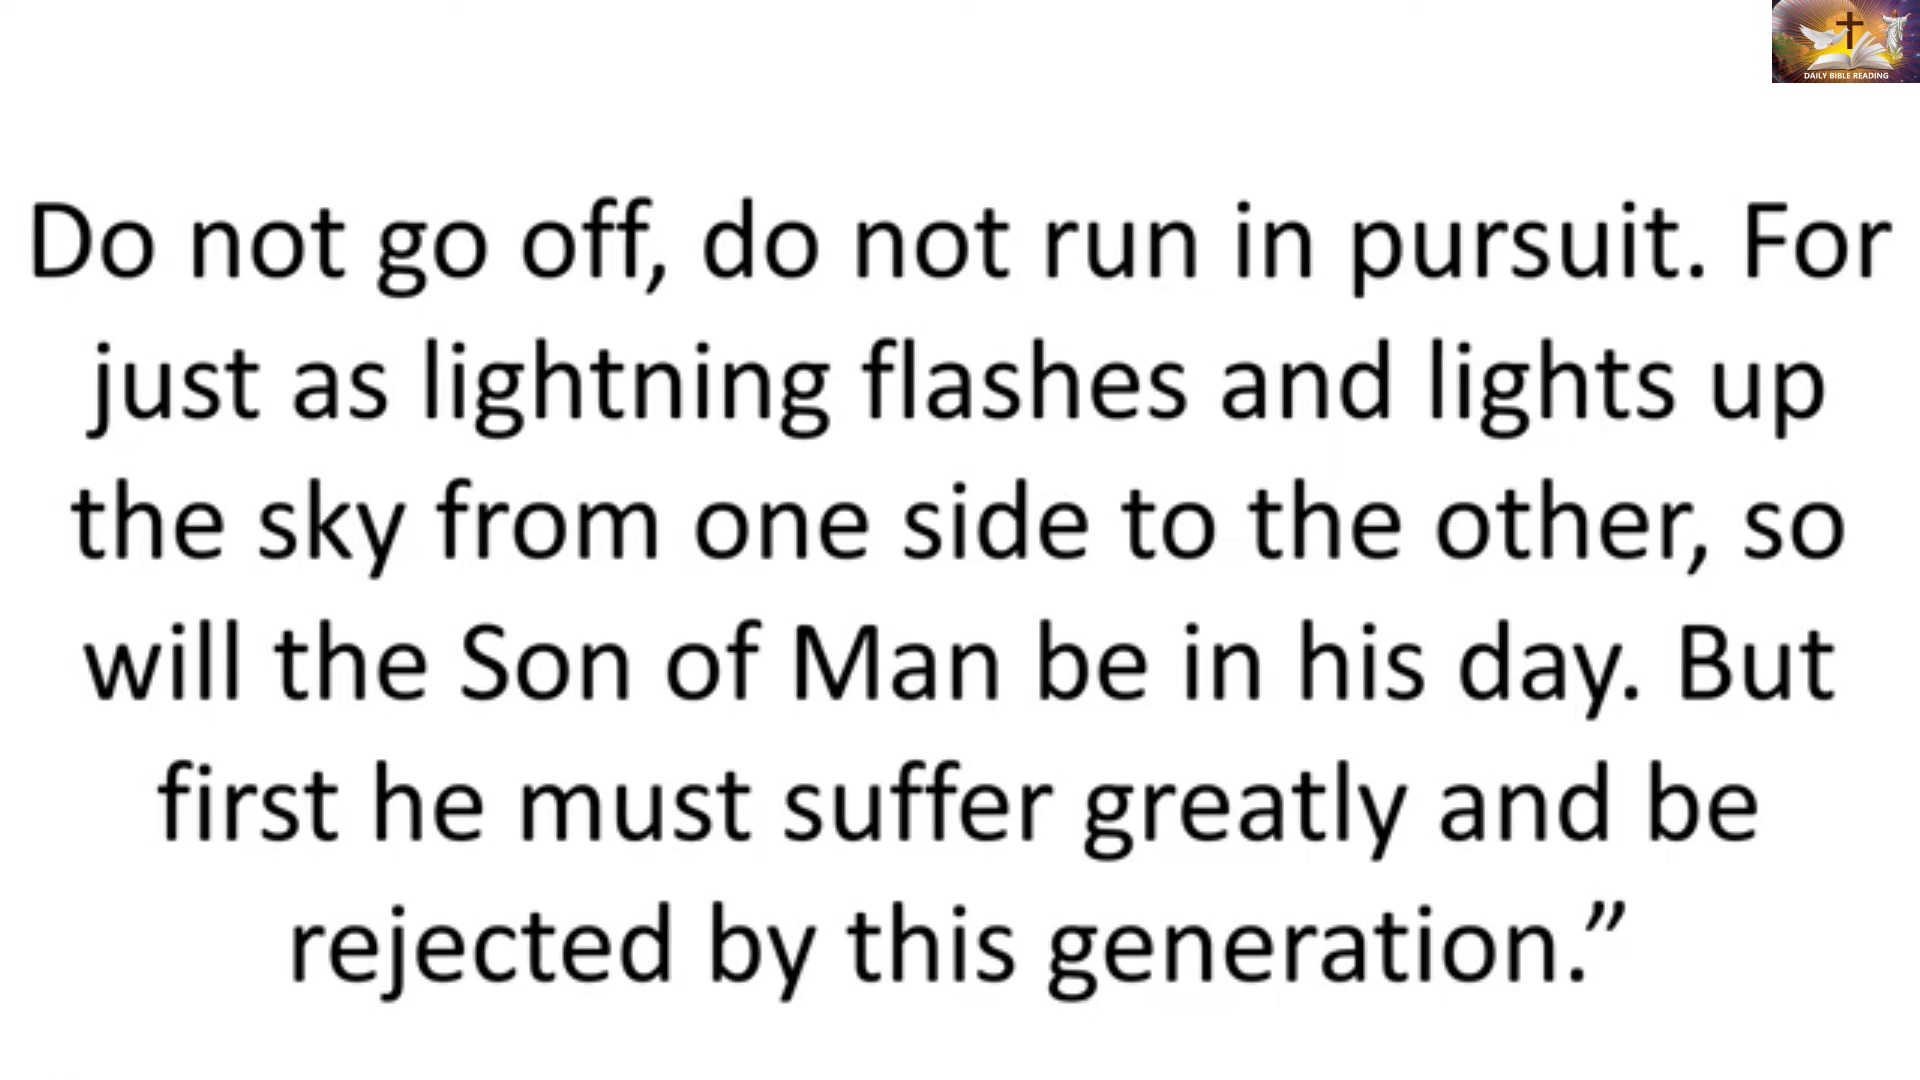 DAILY BIBLE READING
Do not go off, do not run in pursuit. For
just as lightning flashes and lights up
the sky from one side to the other, so
will the Son of Man be in his day. But
first he must suffer greatly and be
rejected by this generation.”